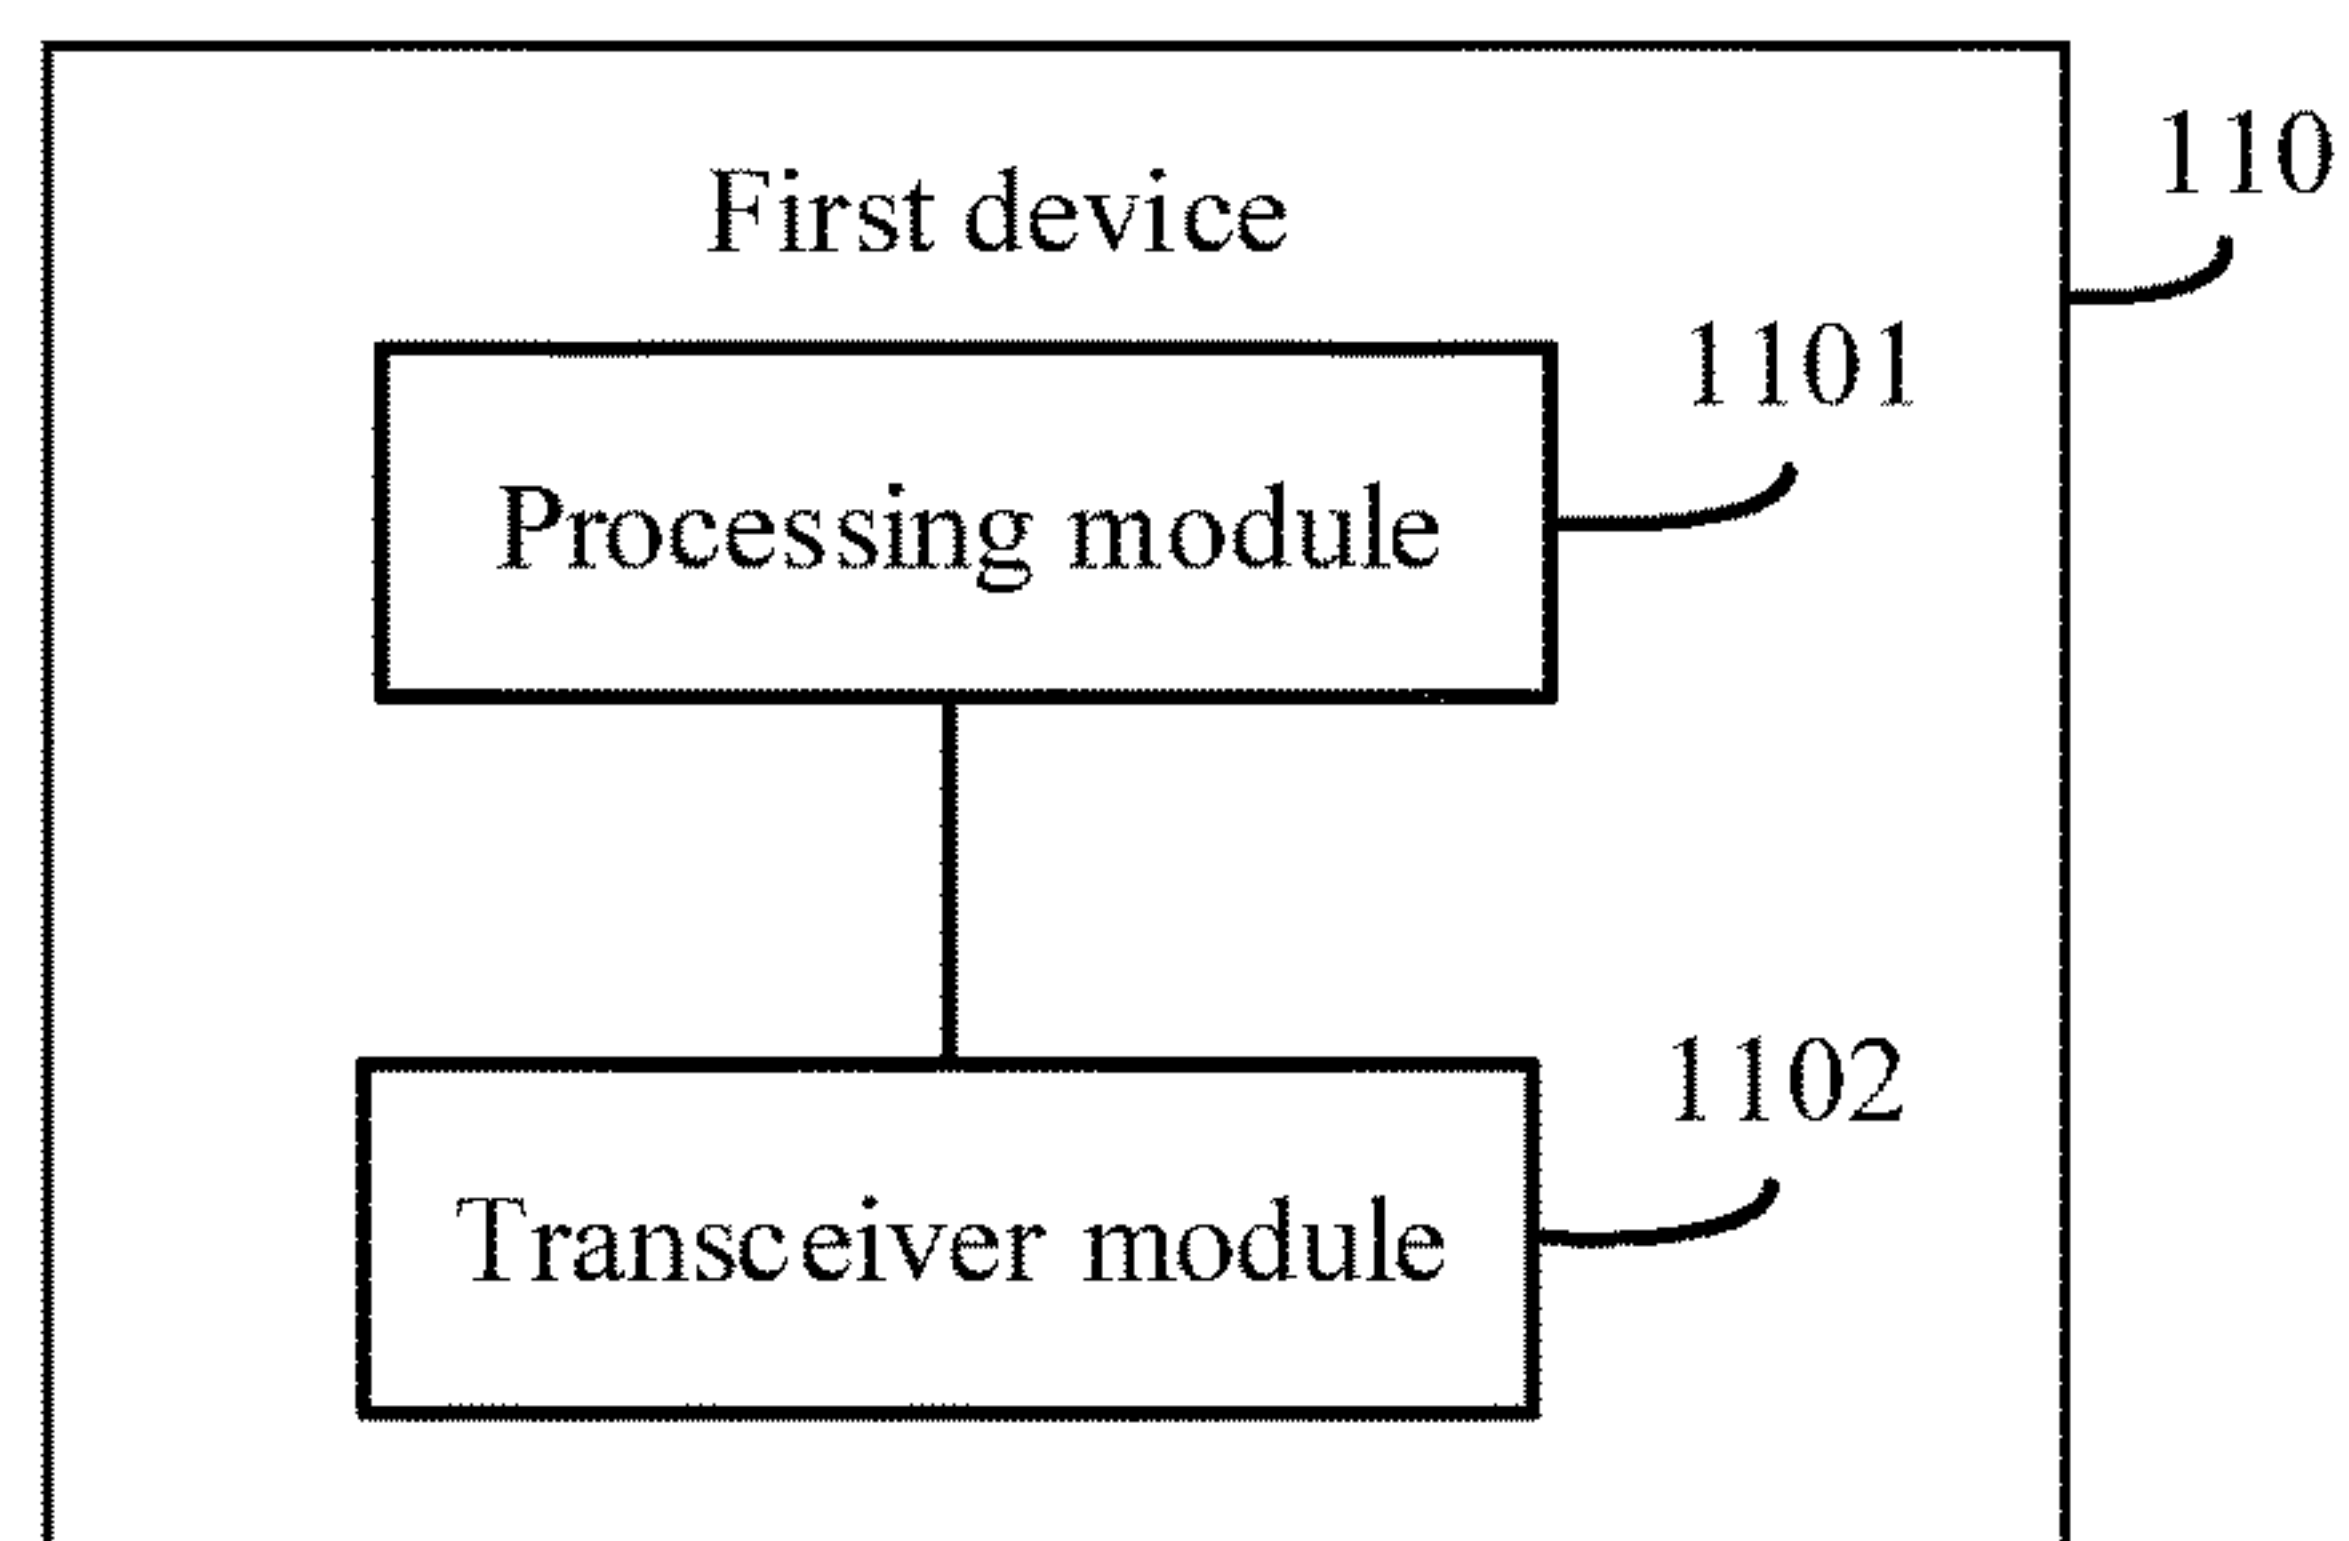 110
First device
1101
Processing module
1102
Transceiver module